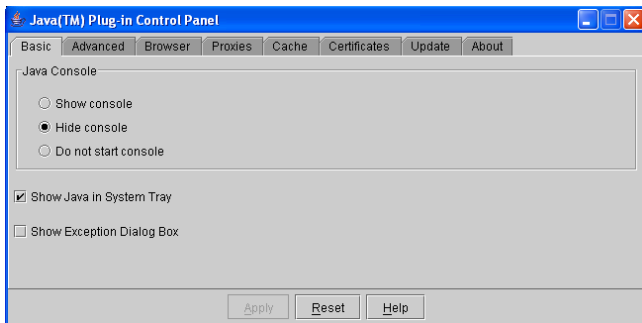 Java(TM) Plug-in Control Panel
Basic Advanced Browser Proxies Cache Certificates Update About
Java Console
Show console
Hide console
Do not start console
Show Java in System Tray
Show Exception Dialog Box
Apply Reset Help